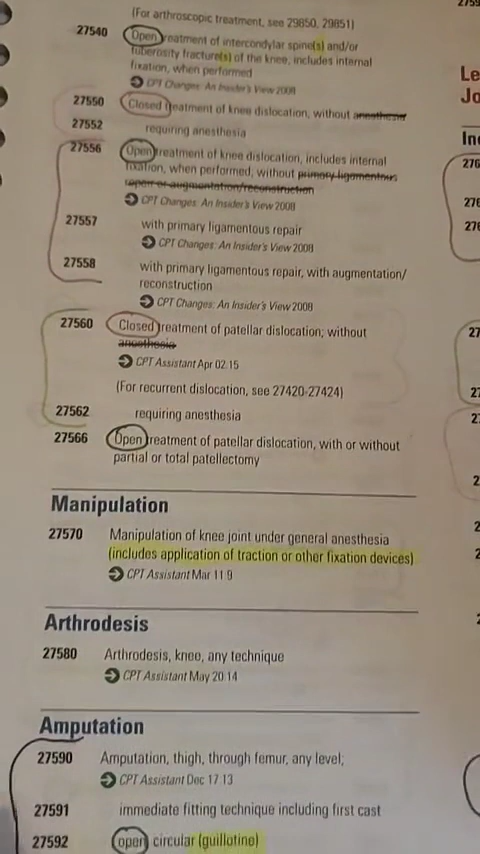 (For arthroscopic treatment, see 29850, 29851)
27540 Open treatment of intercondylar spine(s) and/or
tuberosity fracture(s) of the knee, includes internal
fixation, when performed
CPT Changes: An Insider's View 2008
27550 Closed treatment of knee dislocation; without anesthesia
27552 requiring anesthesia
27556 Open treatment of knee dislocation, includes internal
fixation, when performed; without primary ligamentous
repair or augmentation/reconstruction
CPT Changes: An Insider's View 2008
27557 with primary ligamentous repair
CPT Changes: An Insider's View 2008
27558 with primary ligamentous repair, with augmentation/
reconstruction
CPT Changes: An Insider's View 2008
27560 Closed treatment of patellar dislocation; without
anesthesia
CPT Assistant Apr 02:15
(For recurrent dislocation, see 27420-27424)
27562 requiring anesthesia
27566 Open treatment of patellar dislocation, with or without
partial or total patellectomy
Manipulation
27570 Manipulation of knee joint under general anesthesia
(includes application of traction or other fixation devices)
CPT Assistant Mar 11:9
Arthrodesis
27580 Arthrodesis, knee, any technique
CPT Assistant May 20:14
Amputation
27590 Amputation, thigh, through femur, any level;
CPT Assistant Dec 17:13
27591 immediate fitting technique including first cast
27592 open, circular (guillotine)
Le
Jo